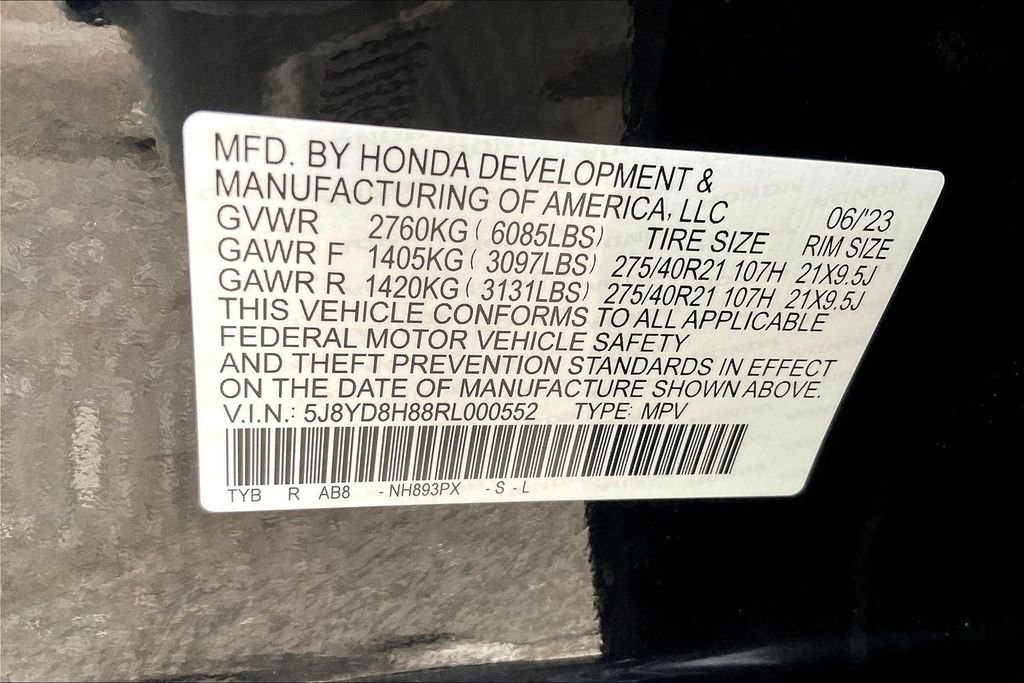 MFD. BY HONDA DEVELOPMENT &
MANUFACTURING OF AMERICA, LLC 06/'23
GVWR 2760KG ( 6085LBS) TIRE SIZE RIM SIZE
GAWR F 1405KG ( 3097LBS) 275/40R21 107H 21X9.5J
GAWR R 1420KG ( 3131LBS) 275/40R21 107H 21X9.5J
THIS VEHICLE CONFORMS TO ALL APPLICABLE
FEDERAL MOTOR VEHICLE SAFETY
AND THEFT PREVENTION STANDARDS IN EFFECT
ON THE DATE OF MANUFACTURE SHOWN ABOVE.
V.I.N.: 5J8YD8H88RL000552 TYPE: MPV
TYB R AB8 - NH893PX - S - L